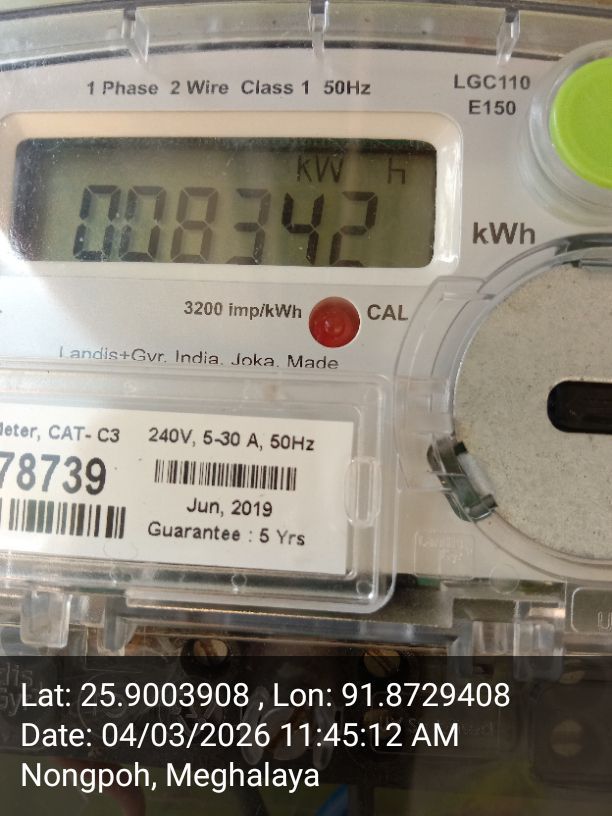 1 Phase 2 Wire Class 1 50Hz
LGC110
E150
kW h
008342
kWh
3200 imp/kWh
CAL
Landis+Gyr, India, Joka, Made
Meter, CAT- C3
78739
240V, 5-30 A, 50Hz
Jun, 2019
Guarantee : 5 Yrs
Lat: 25.9003908 , Lon: 91.8729408
Date: 04/03/2026 11:45:12 AM
Nongpoh, Meghalaya